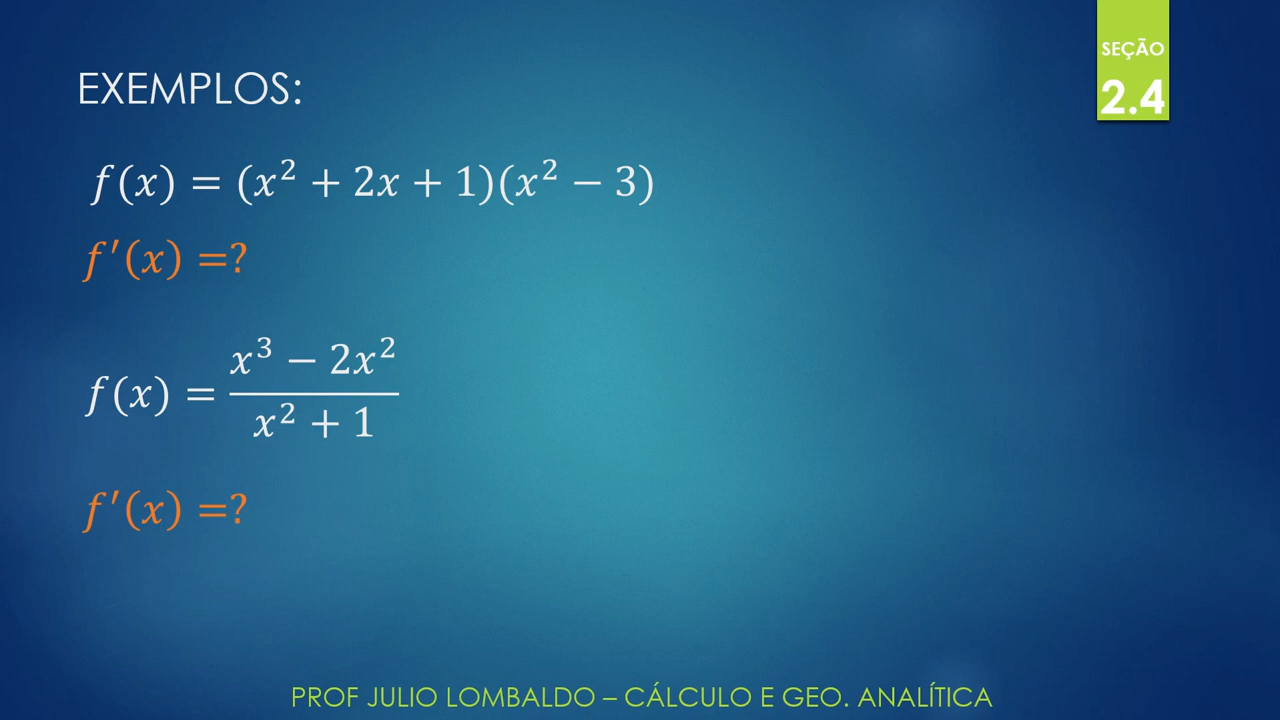 SEÇÃO
2.4
EXEMPLOS:
f(x) = (x² + 2x + 1)(x² − 3)
f′(x) =?
f(x) = \frac{x³ − 2x²}{x² + 1}
f′(x) =?
PROF JULIO LOMBALDO – CÁLCULO E GEO. ANALÍTICA